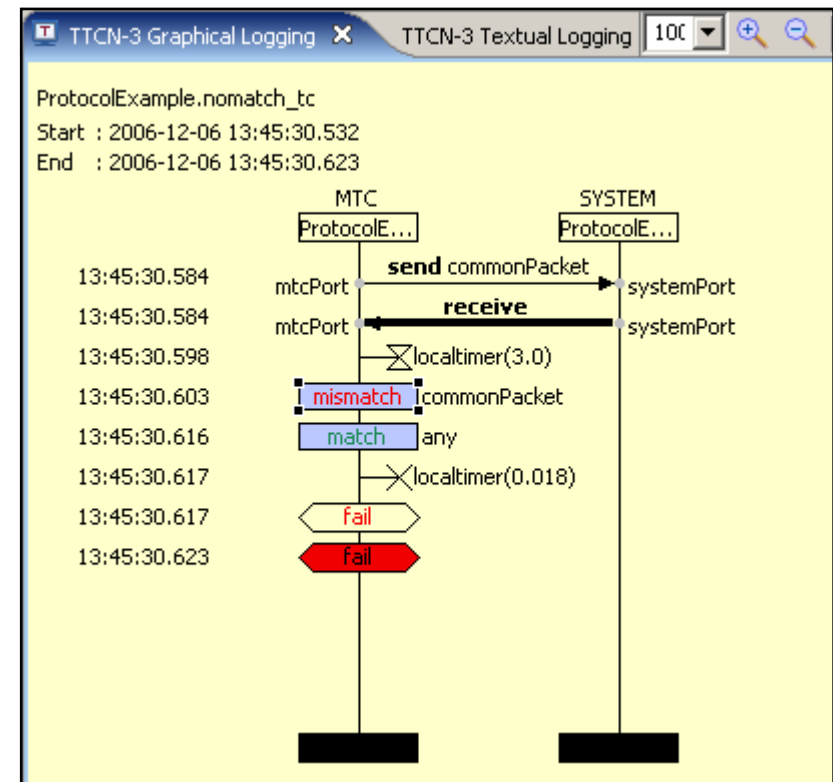 TTCN-3 Graphical Logging TTCN-3 Textual Logging 100
ProtocolExample.nomatch_tc
Start : 2006-12-06 13:45:30.532
End : 2006-12-06 13:45:30.623
MTC SYSTEM
ProtocolE... ProtocolE...
13:45:30.584 mtcPort send commonPacket systemPort
13:45:30.584 mtcPort receive systemPort
13:45:30.598 localtimer(3.0)
13:45:30.603 mismatch commonPacket
13:45:30.616 match any
13:45:30.617 localtimer(0.018)
13:45:30.617 fail
13:45:30.623 fail